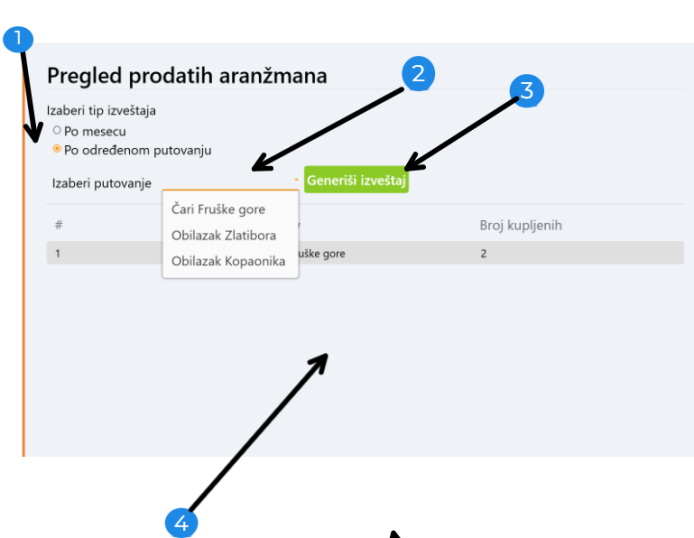 1
Pregled prodatih aranžmana
2
3
Izaberi tip izveštaja
Po mesecu
Po određenom putovanju
Izaberi putovanje
Generiši izveštaj
Čari Fruške gore
Obilazak Zlatibora
Obilazak Kopaonika
# Broj kupljenih
1 uške gore 2
4